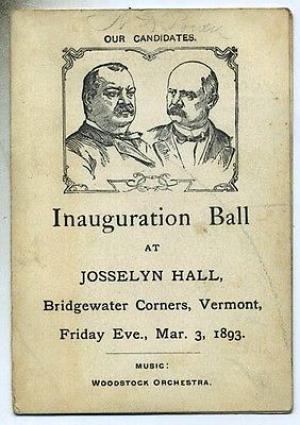 OUR CANDIDATES.
Inauguration Ball
AT
JOSSELYN HALL,
Bridgewater Corners, Vermont,
Friday Eve., Mar. 3, 1893.
MUSIC:
WOODSTOCK ORCHESTRA.